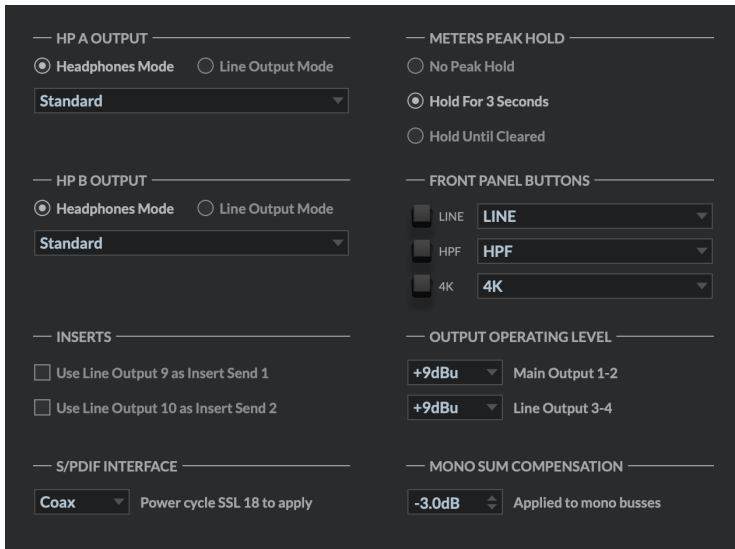 HP A OUTPUT
Headphones Mode
Line Output Mode
Standard
HP B OUTPUT
Headphones Mode
Line Output Mode
Standard
INSERTS
Use Line Output 9 as Insert Send 1
Use Line Output 10 as Insert Send 2
S/PDIF INTERFACE
Coax
Power cycle SSL 18 to apply
METERS PEAK HOLD
No Peak Hold
Hold For 3 Seconds
Hold Until Cleared
FRONT PANEL BUTTONS
LINE
LINE
HPF
HPF
4K
4K
OUTPUT OPERATING LEVEL
+9dBu
Main Output 1-2
+9dBu
Line Output 3-4
MONO SUM COMPENSATION
-3.0dB
Applied to mono busses